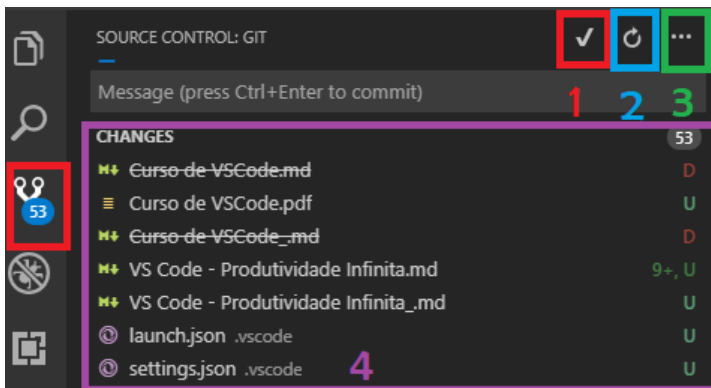 SOURCE CONTROL: GIT
Message (press Ctrl+Enter to commit)
1 2 3
CHANGES 53
Curso de VSCode.md D
53
Curso de VSCode.pdf U
Curso de VSCode_.md D
VS Code - Produtividade Infinita.md 9+, U
VS Code - Produtividade Infinita_.md U
launch.json .vscode U
settings.json .vscode 4 U